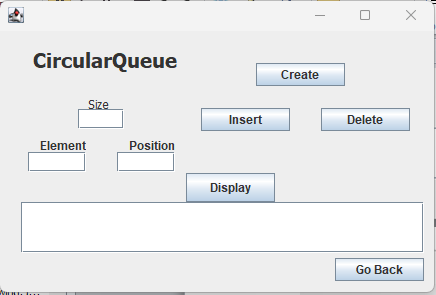 CircularQueue
Create
Size
Insert
Delete
Element
Position
Display
Go Back